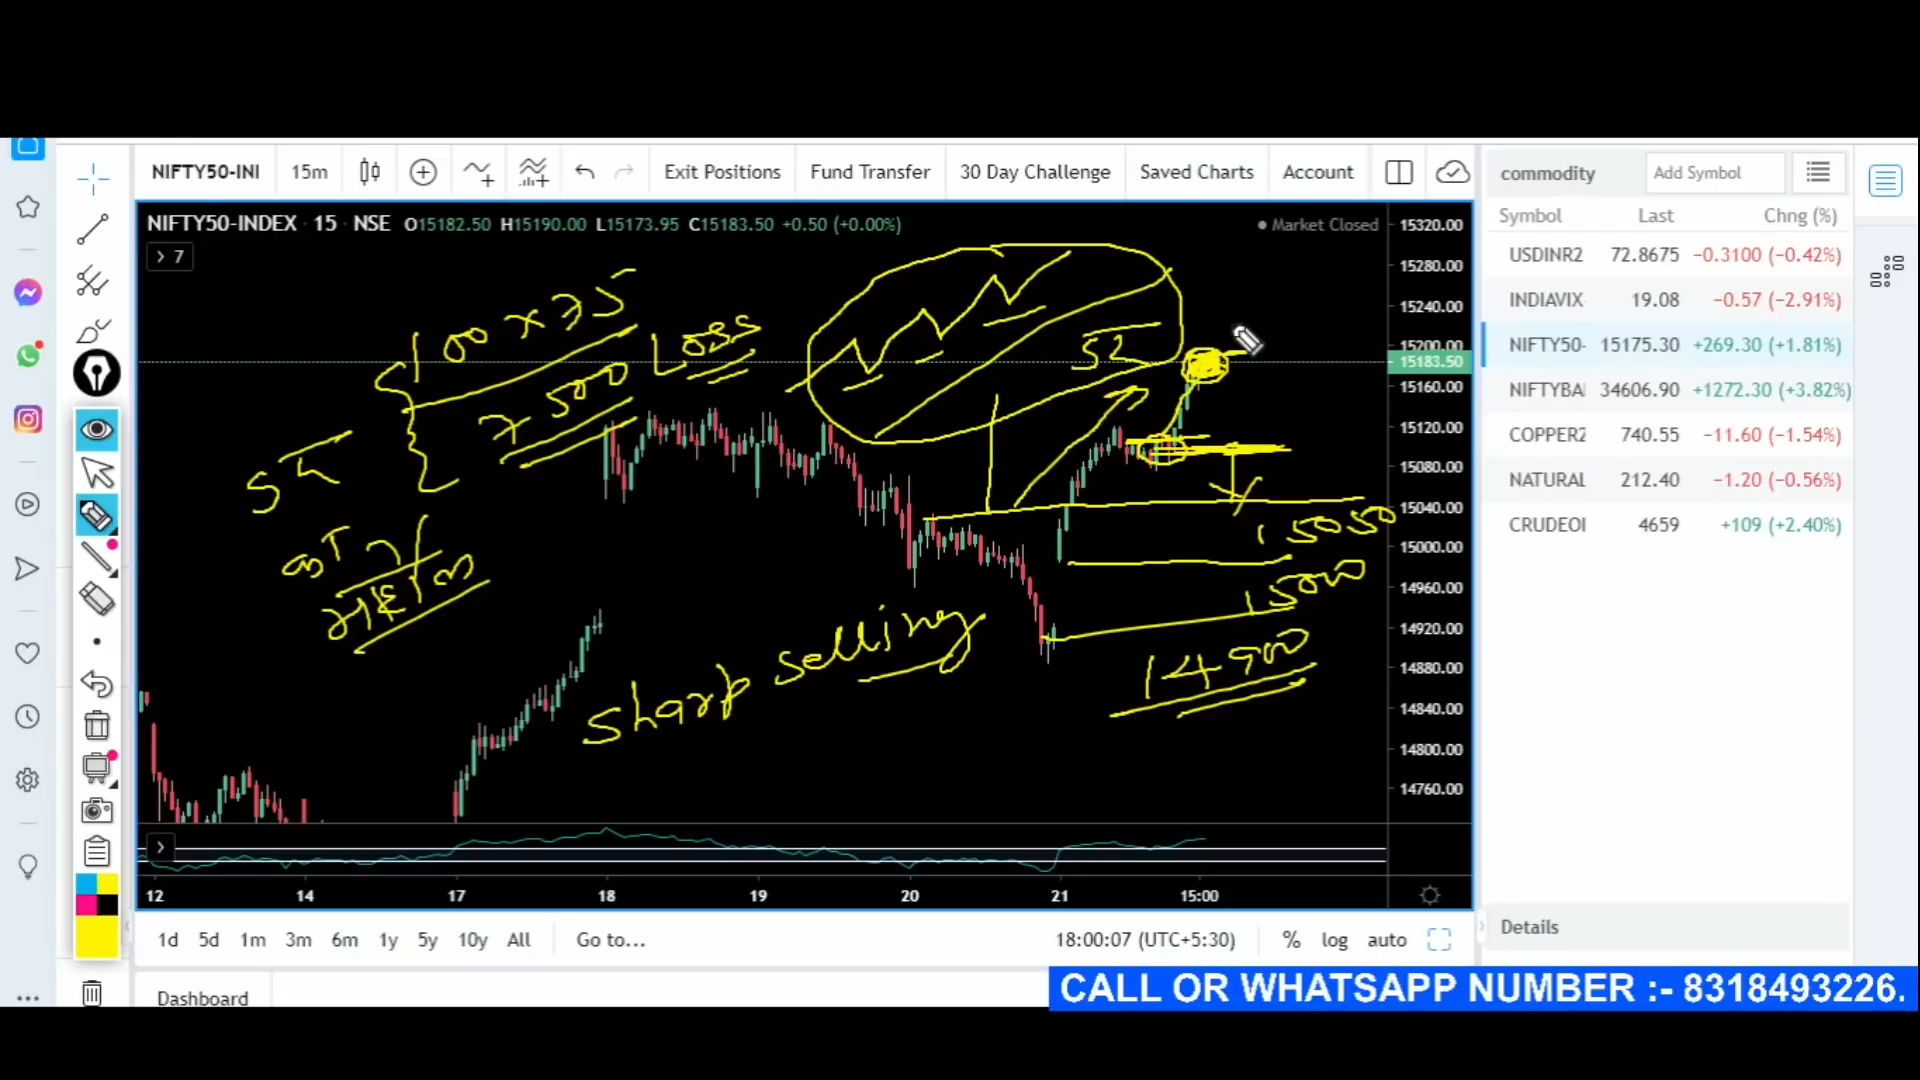 NIFTY50-INI 15m Exit Positions Fund Transfer 30 Day Challenge Saved Charts Account
commodity Add Symbol
NIFTY50-INDEX · 15 · NSE O15182.50 H15190.00 L15173.95 C15183.50 +0.50 (+0.00%)
Market Closed
7
Symbol Last Chng (%)
USDINR2 72.8675 −0.3100 (−0.42%)
INDIAVIX 19.08 −0.57 (−2.91%)
NIFTY50- 15175.30 +269.30 (+1.81%)
NIFTYBA 34606.90 +1272.30 (+3.82%)
COPPER2 740.55 −11.60 (−1.54%)
NATURAL 212.40 −1.20 (−0.56%)
CRUDEOI 4659 +109 (+2.40%)
15320.00
15280.00
15240.00
15200.00
15183.50
15160.00
15120.00
15080.00
15040.00
15000.00
14960.00
14920.00
14880.00
14840.00
14800.00
14760.00
100 x 75
7500 Loss
15050
15000
14900
Sharp selling
12 14 17 18 19 20 21 15:00
1d 5d 1m 3m 6m 1y 5y 10y All Go to...
18:00:07 (UTC+5:30) % log auto
Details
Dashboard
CALL OR WHATSAPP NUMBER :- 8318493226.